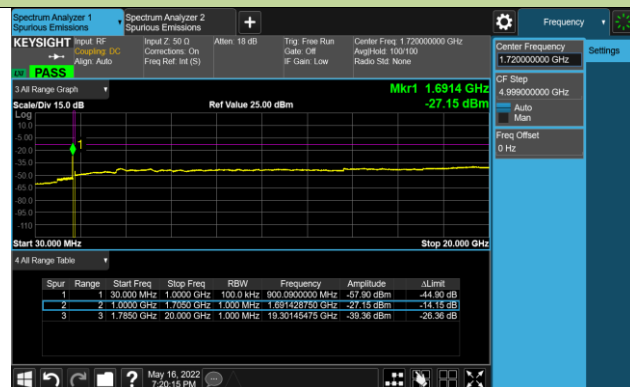 Spectrum Analyzer 1
Spurious Emissions
Spectrum Analyzer 2
Spurious Emissions
Frequency
KEYSIGHT
Input: RF
Coupling: DC
Align: Auto
Input Z: 50 Ω
Corrections: On
Freq Ref: Int (S)
Atten: 18 dB
Trig: Free Run
Gate: Off
IF Gain: Low
Center Freq: 1.720000000 GHz
Avg|Hold: 100/100
Radio Std: None
PASS
Center Frequency
1.720000000 GHz
Settings
CF Step
4.999000000 GHz
Auto
Man
Freq Offset
0 Hz
3 All Range Graph
Mkr1 1.6914 GHz
Scale/Div 15.0 dB
Ref Value 25.00 dBm
-27.15 dBm
Log
10.0
-5.00
-20.0
-35.0
-50.0
-65.0
-80.0
-95.0
-110
1
Start 30.000 MHz
Stop 20.000 GHz
4 All Range Table
Spur Range Start Freq Stop Freq RBW Frequency Amplitude ΔLimit
1 1 30.000 MHz 1.0000 GHz 100.0 kHz 900.0900000 MHz -57.90 dBm -44.90 dB
2 2 1.0000 GHz 1.7050 GHz 1.000 MHz 1.691428750 GHz -27.15 dBm -14.15 dB
3 3 1.7850 GHz 20.000 GHz 1.000 MHz 19.30145475 GHz -39.36 dBm -26.36 dB
?
May 16, 2022
7:20:15 PM